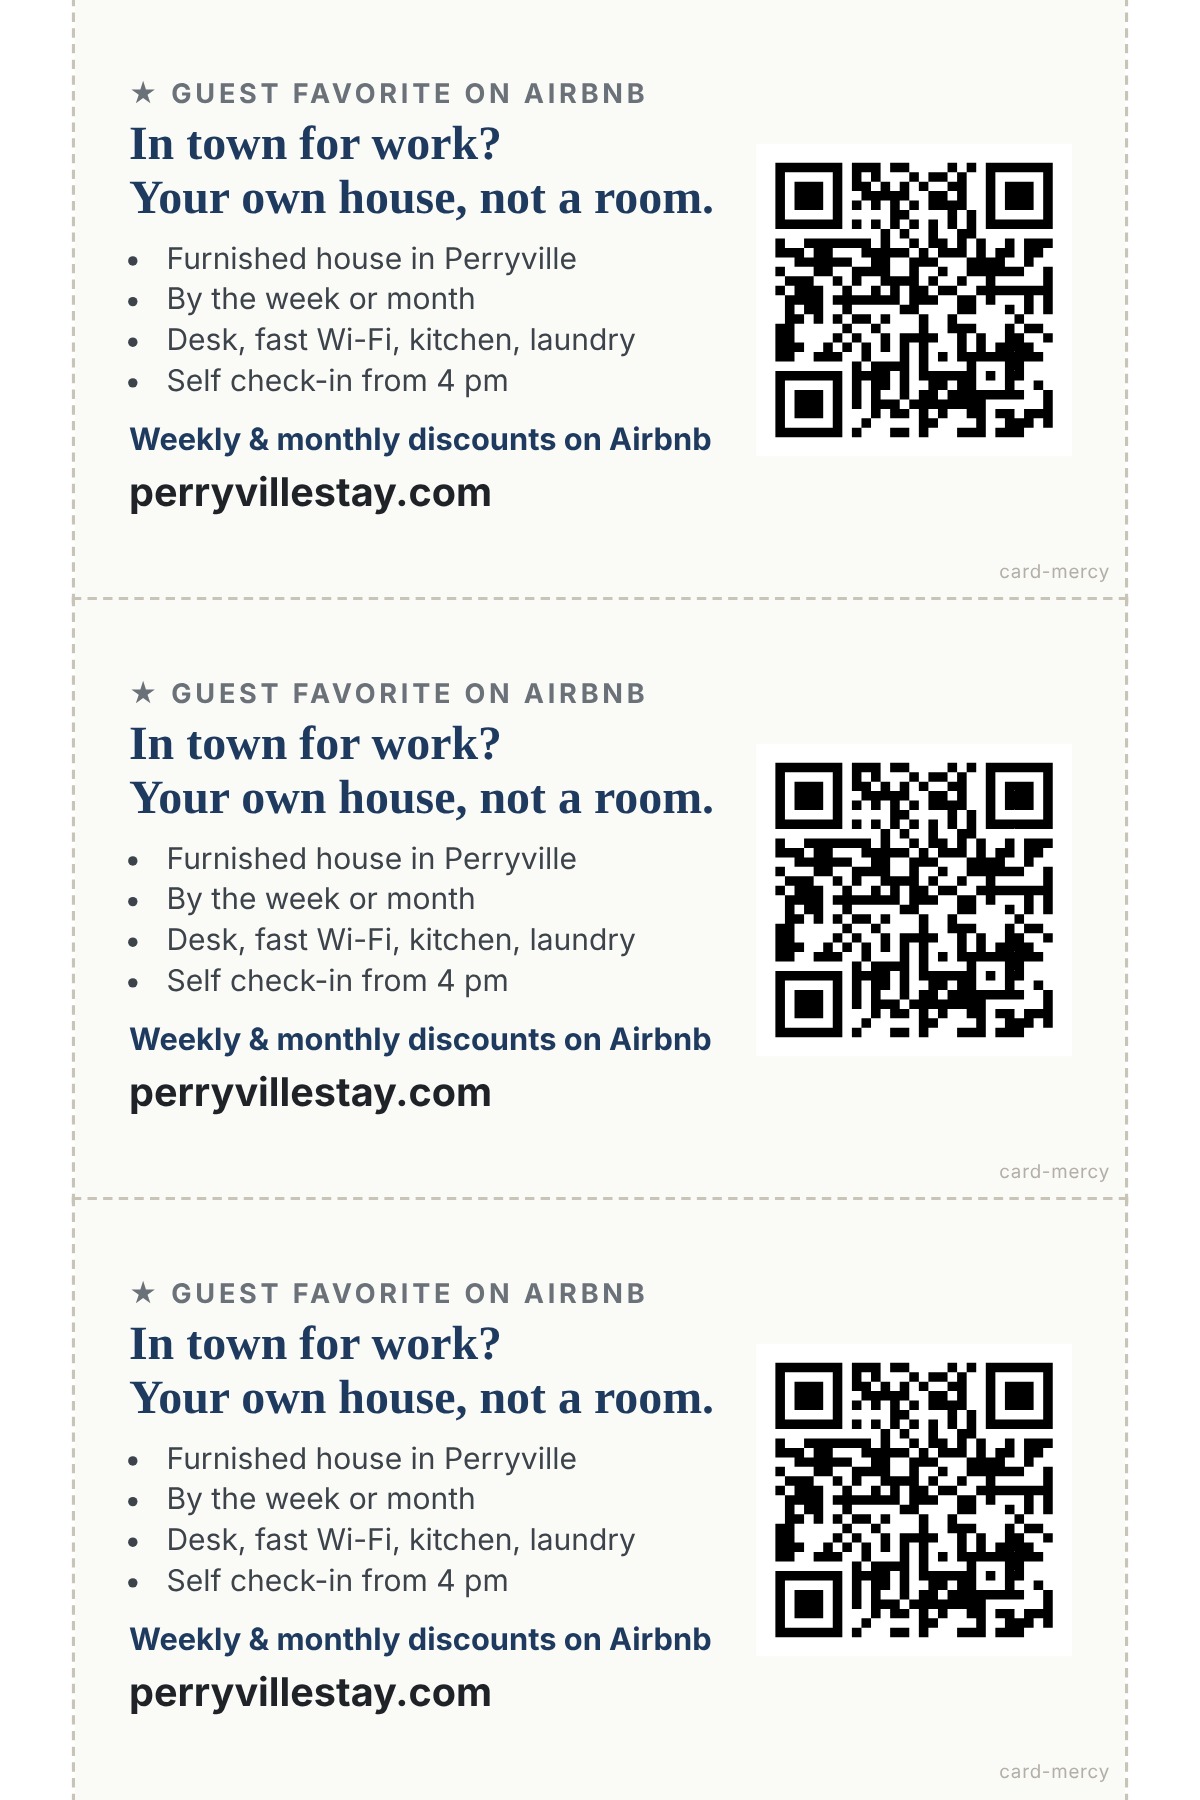 ★ GUEST FAVORITE ON AIRBNB
In town for work?
Your own house, not a room.
• Furnished house in Perryville
• By the week or month
• Desk, fast Wi-Fi, kitchen, laundry
• Self check-in from 4 pm
Weekly & monthly discounts on Airbnb
perryvillestay.com
card-mercy
★ GUEST FAVORITE ON AIRBNB
In town for work?
Your own house, not a room.
• Furnished house in Perryville
• By the week or month
• Desk, fast Wi-Fi, kitchen, laundry
• Self check-in from 4 pm
Weekly & monthly discounts on Airbnb
perryvillestay.com
card-mercy
★ GUEST FAVORITE ON AIRBNB
In town for work?
Your own house, not a room.
• Furnished house in Perryville
• By the week or month
• Desk, fast Wi-Fi, kitchen, laundry
• Self check-in from 4 pm
Weekly & monthly discounts on Airbnb
perryvillestay.com
card-mercy